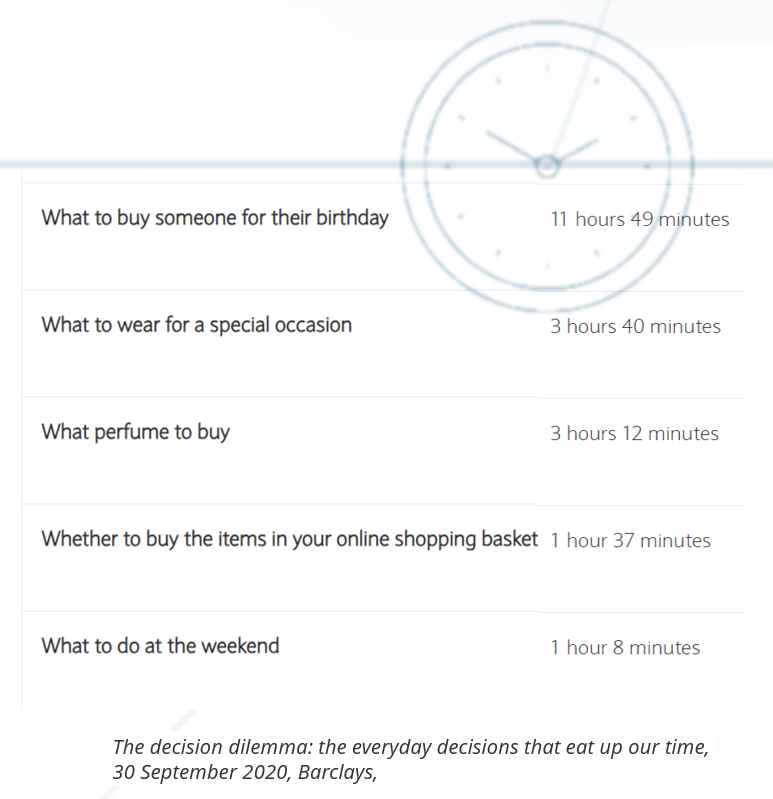 What to buy someone for their birthday 11 hours 49 minutes
What to wear for a special occasion 3 hours 40 minutes
What perfume to buy 3 hours 12 minutes
Whether to buy the items in your online shopping basket 1 hour 37 minutes
What to do at the weekend 1 hour 8 minutes
The decision dilemma: the everyday decisions that eat up our time,
30 September 2020, Barclays,